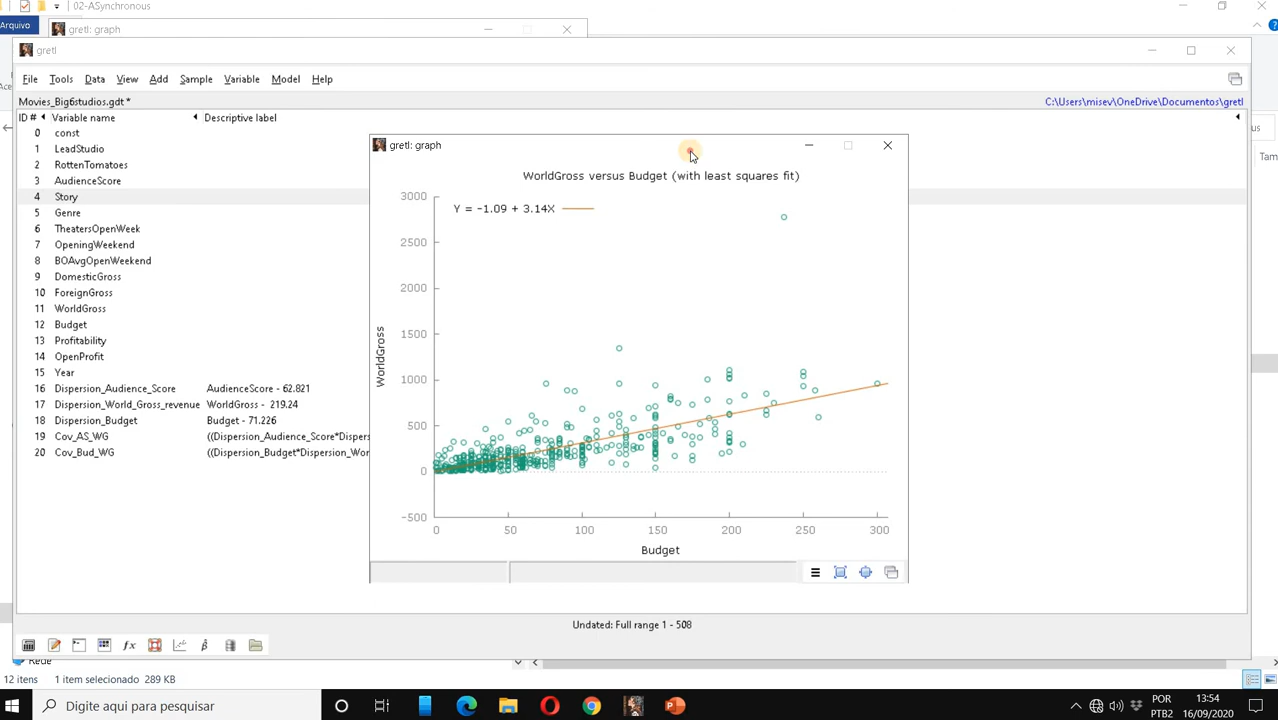 02-ASynchronous
Arquivo
gretl: graph
gretl
File Tools Data View Add Sample Variable Model Help
Movies_Big6studios.gdt *
C:\Users\misev\OneDrive\Documentos\gretl
ID # Variable name Descriptive label
0 const
1 LeadStudio
2 RottenTomatoes
3 AudienceScore
4 Story
5 Genre
6 TheatersOpenWeek
7 OpeningWeekend
8 BOAvgOpenWeekend
9 DomesticGross
10 ForeignGross
11 WorldGross
12 Budget
13 Profitability
14 OpenProfit
15 Year
16 Dispersion_Audience_Score AudienceScore - 62.821
17 Dispersion_World_Gross_revenue WorldGross - 219.24
18 Dispersion_Budget Budget - 71.226
19 Cov_AS_WG ((Dispersion_Audience_Score*Dispers
20 Cov_Bud_WG ((Dispersion_Budget*Dispersion_Wor
gretl: graph
WorldGross versus Budget (with least squares fit)
Y = -1.09 + 3.14X
3000
2500
2000
1500
1000
500
0
-500
WorldGross
0 50 100 150 200 250 300
Budget
Undated: Full range 1 - 508
Rede
12 itens 1 item selecionado 289 KB
Digite aqui para pesquisar
POR
PTB2
13:54
16/09/2020
us
Tam